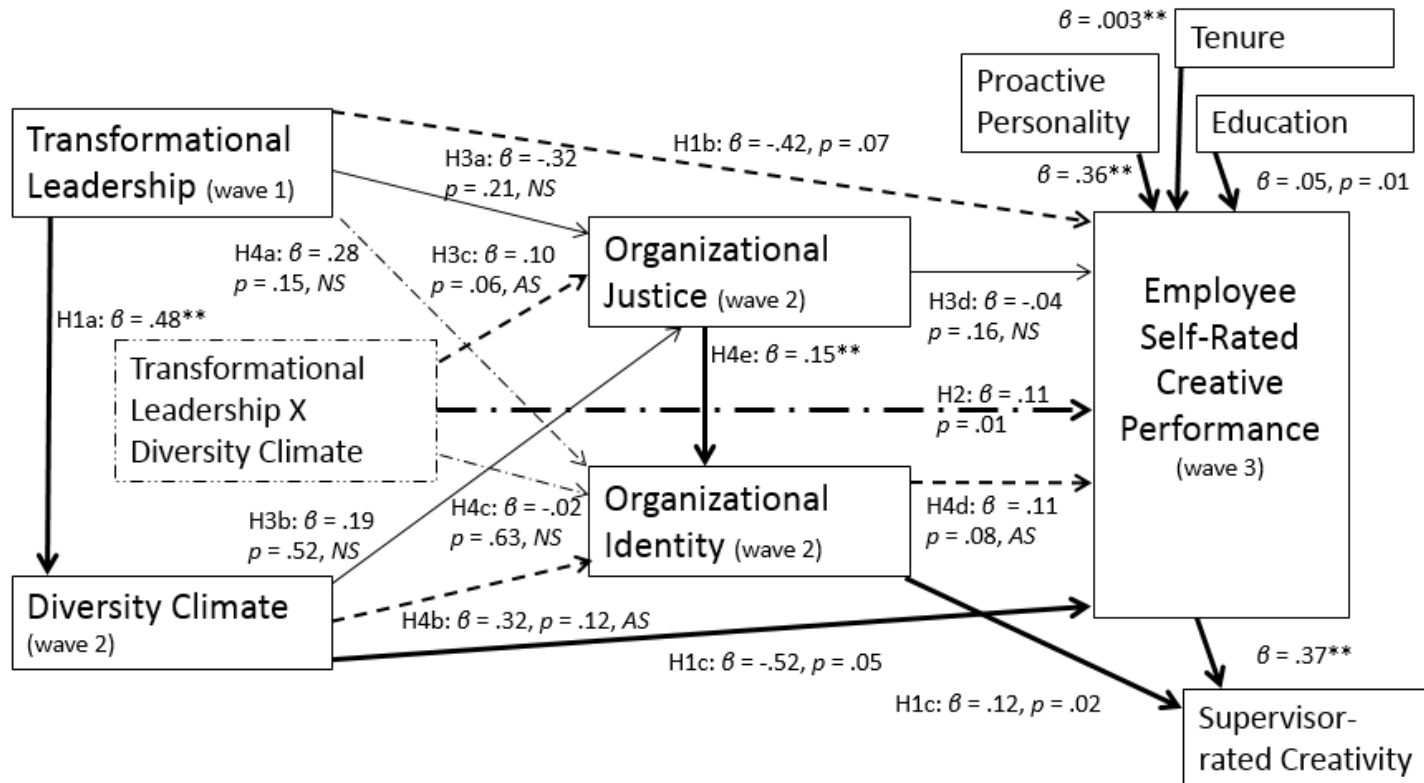 β = .003**
Tenure
Proactive
Personality
Education
β = .36**
β = .05, p = .01
Transformational
Leadership (wave 1)
H3a: β = -.32
p = .21, NS
H1b: β = -.42, p = .07
H4a: β = .28
p = .15, NS
H3c: β = .10
p = .06, AS
Organizational
Justice (wave 2)
H3d: β = -.04
p = .16, NS
Employee
Self-Rated
Creative
Performance
(wave 3)
H1a: β = .48**
Transformational
Leadership X
Diversity Climate
H4e: β = .15**
H2: β = .11
p = .01
H3b: β = .19
p = .52, NS
H4c: β = -.02
p = .63, NS
Organizational
Identity (wave 2)
H4d: β = .11
p = .08, AS
Diversity Climate
(wave 2)
H4b: β = .32, p = .12, AS
H1c: β = -.52, p = .05
H1c: β = .12, p = .02
β = .37**
Supervisor-
rated Creativity